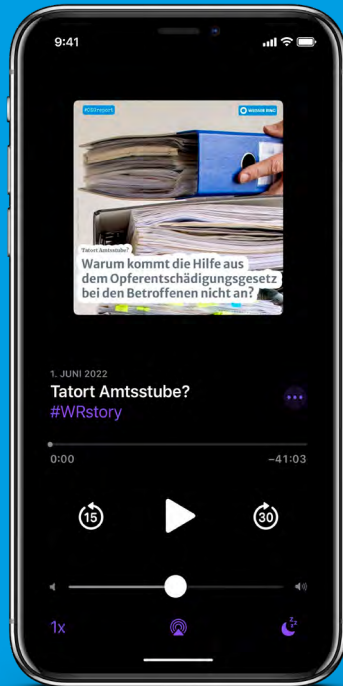 9:41
#OEGreport
WEISSER RING
Tatort Amtsstube?
Warum kommt die Hilfe aus
dem Opferentschädigungsgesetz
bei den Betroffenen nicht an?
1. JUNI 2022
Tatort Amtsstube?
#WRstory
0:00
−41:03
15
30
1x